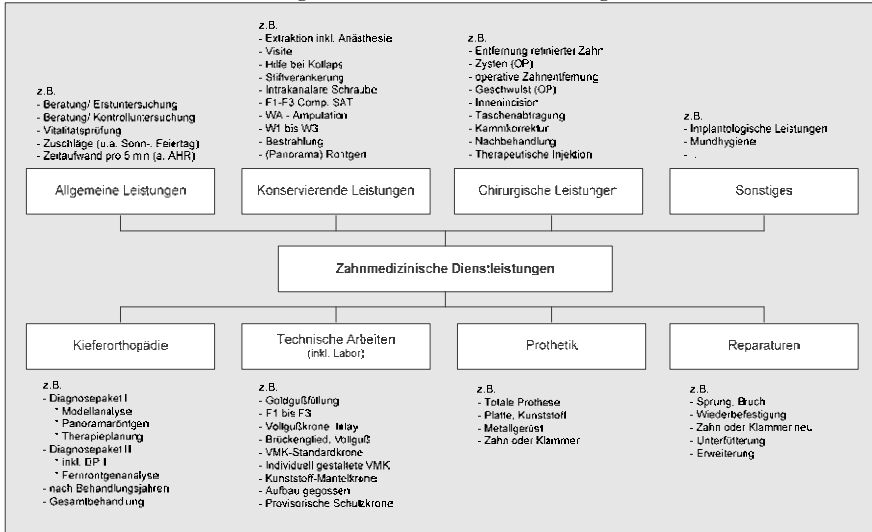 z.B.
- Beratung/ Erstuntersuchung
- Beratung/ Kontrolluntersuchung
- Vitalitätsprüfung
- Zuschläge (u.a. Sonn-. Feiertag)
- Zeitaufwand pro 5 min (a. AHR)
Allgemeine Leistungen
z.B.
- Extraktion inkl. Anästhesie
- Visite
- Hilfe bei Kollaps
- Stiftverankerung
- Intrakanaläre Schraube
- F1-F3 Comp. SAT
- WA - Amputation
- W1 bis W3
- Bestrahlung
- (Panorama) Röntgen
Konservierende Leistungen
z.B.
- Entfernung retinierter Zahn
- Zysten (OP)
- operative Zahnentfernung
- Geschwulst (OP)
- Innenincision
- Taschenabtragung
- Kammkorrektur
- Nachbehandlung
- Therapeutische Injektion
Chirurgische Leistungen
z.B.
- Implantologische Leistungen
- Mundhygiene
- ..
Sonstiges
Zahnmedizinische Dienstleistungen
Kieferorthopädie
z.B.
- Diagnosepaket I
* Modellanalyse
* Panoramaröntgen
* Therapieplanung
- Diagnosepaket II
* inkl. DP I
* Fernröntgenanalyse
- nach Behandlungsjahren
- Gesamtbehandlung
Technische Arbeiten
(inkl. Labor)
z.B.
- Goldgußfüllung
- F1 bis F3
- Vollgußkrone Inlay
- Brückenglied, Vollguß
- VMK-Standardkrone
- Individuell gestaltete VMK
- Kunststoff-Mantelkrone
- Aufbau gegossen
- Provisorische Schutzkrone
Prothetik
z.B.
- Totale Prothese
- Platte, Kunststoff
- Metallgerüst
- Zahn oder Klammer
Reparaturen
z.B.
- Sprung, Bruch
- Wiederbefestigung
- Zahn oder Klammer neu
- Unterfütterung
- Erweiterung